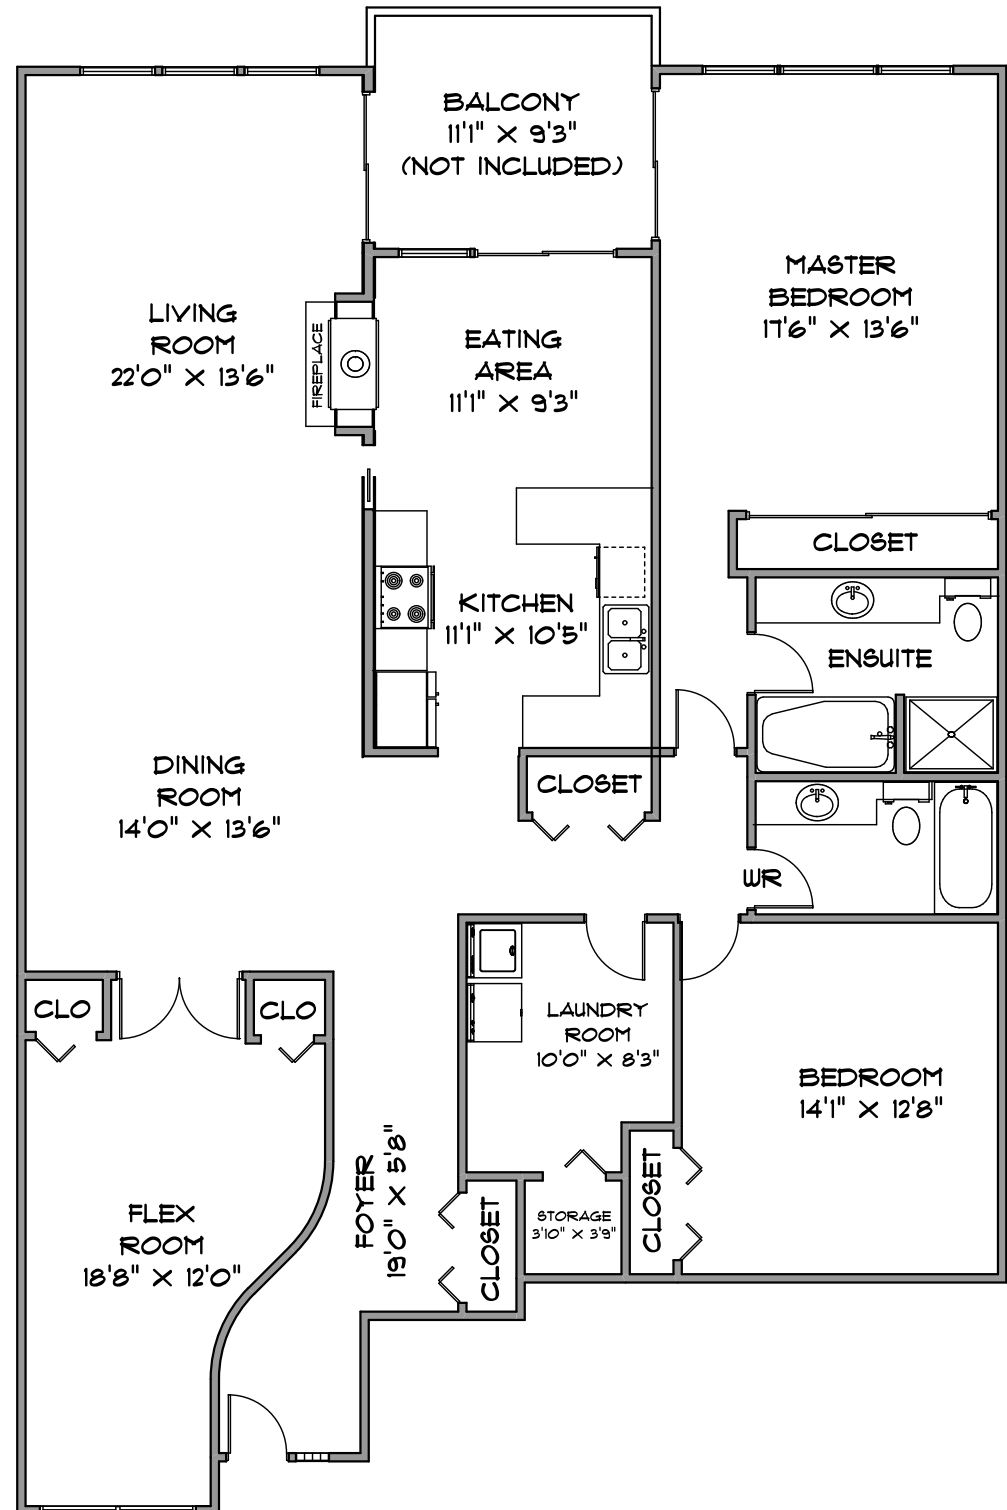 BALCONY
11'1" X 9'3"
(NOT INCLUDED)
MASTER
BEDROOM
17'6" X 13'6"
LIVING
ROOM
22'0" X 13'6"
FIREPLACE
EATING
AREA
11'1" X 9'3"
CLOSET
KITCHEN
11'1" X 10'5"
ENSUITE
DINING
ROOM
14'0" X 13'6"
CLOSET
WR
CLO
CLO
LAUNDRY
ROOM
10'0" X 8'3"
BEDROOM
14'1" X 12'8"
FOYER
19'0" X 5'8"
CLOSET
STORAGE
3'10" X 3'9"
CLOSET
FLEX
ROOM
18'8" X 12'0"